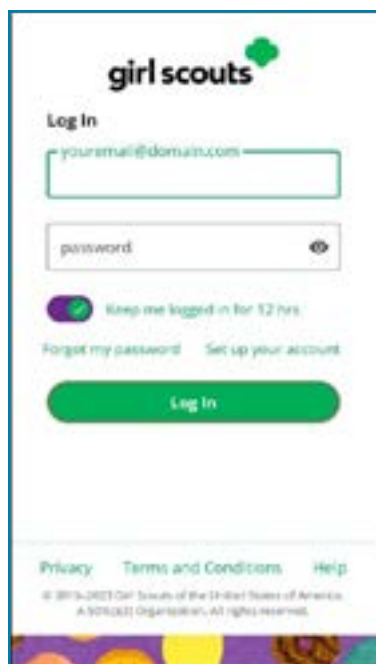 girl scouts
Log In
youremail@domain.com
password
Keep me logged in for 12 hrs
Forgot my password Set up your account
Log In
Privacy Terms and Conditions Help
Girl Scouts of the United States of America.
A 501(c)(3) Organization. All rights reserved.